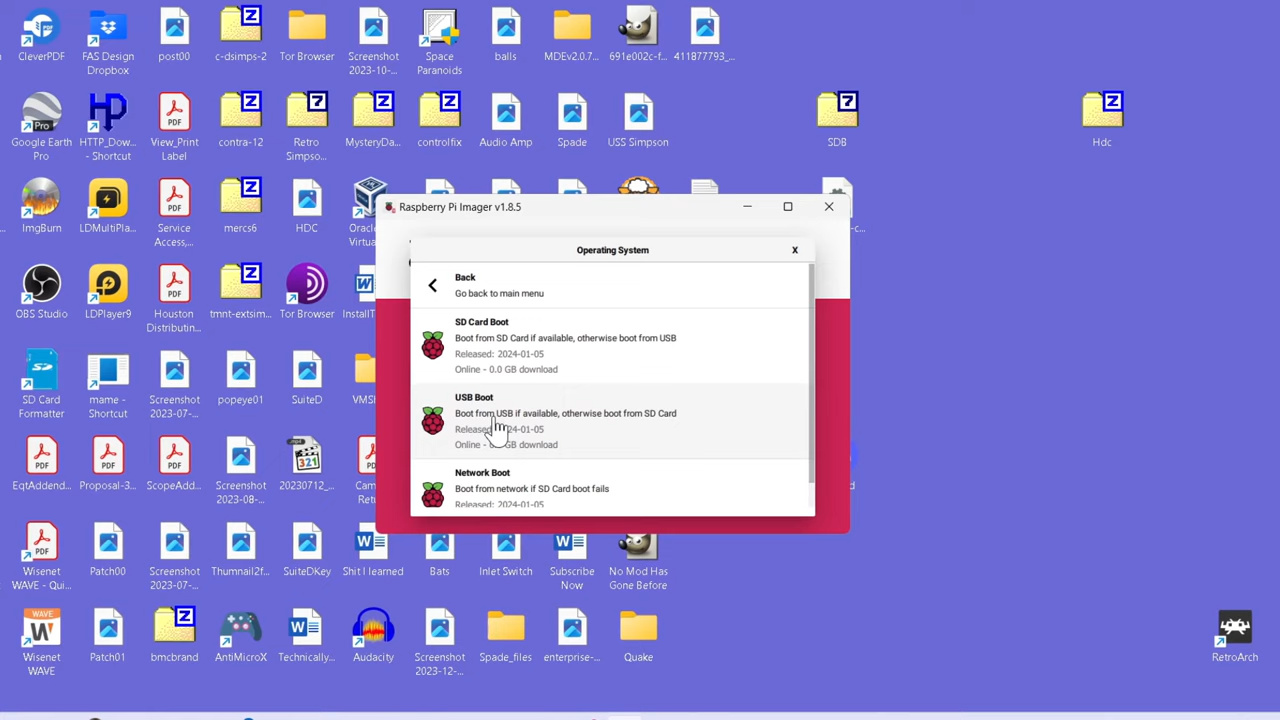 CleverPDF
FAS Design
Dropbox
post00
c-dsimps-2
Tor Browser
Screenshot
2023-10-...
Space
Paranoids
balls
MDEv2.0.7...
691e002c-f...
411877793_...
Pro
Google Earth
Pro
HTTP_Dow...
- Shortcut
View_Print
Label
contra-12
Retro
Simpso...
MysteryDa...
controlfix
Audio Amp
Spade
USS Simpson
SDB
Hdc
ImgBurn
LDMultiPla...
Service
Access,...
mercs6
HDC
Oracle
Virtua
Raspberry Pi Imager v1.8.5
Operating System
X
Back
Go back to main menu
SD Card Boot
Boot from SD Card if available, otherwise boot from USB
Released: 2024-01-05
Online - 0.0 GB download
USB Boot
Boot from USB if available, otherwise boot from SD Card
Released 24-01-05
Online - GB download
Network Boot
Boot from network if SD Card boot fails
Released: 2024-01-05
OBS Studio
LDPlayer9
Houston
Distributin...
tmnt-extsim...
Tor Browser
InstallT
SD Card
Formatter
mame -
Shortcut
Screenshot
2023-07-...
popeye01
SuiteD
VMSH
EqtAddend...
Proposal-3...
ScopeAdd...
Screenshot
2023-08-...
20230712_...
Cam
Retu
Wisenet
WAVE - Qui...
Patch00
Screenshot
2023-07-...
Thumnail2f...
SuiteDKey
Shit I learned
Bats
Inlet Switch
Subscribe
Now
No Mod Has
Gone Before
WAVE
Wisenet
WAVE
Patch01
bmcbrand
AntiMicroX
Technically...
Audacity
Screenshot
2023-12-...
Spade_files
enterprise-...
Quake
RetroArch